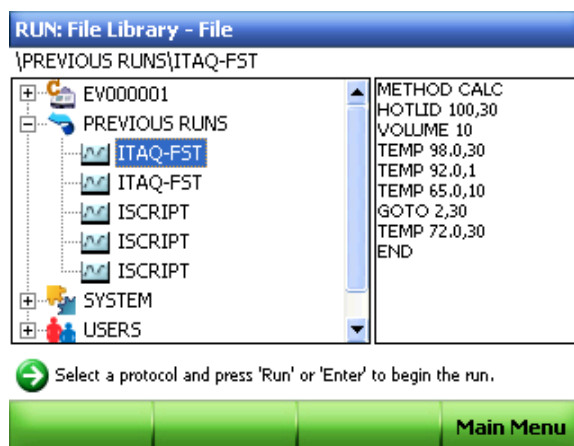 RUN: File Library - File
\PREVIOUS RUNS\ITAQ-FST
EV000001
PREVIOUS RUNS
ITAQ-FST
ITAQ-FST
ISCRIPT
ISCRIPT
ISCRIPT
SYSTEM
USERS
METHOD CALC
HOTLID 100,30
VOLUME 10
TEMP 98.0,30
TEMP 92.0,1
TEMP 65.0,10
GOTO 2,30
TEMP 72.0,30
END
Select a protocol and press 'Run' or 'Enter' to begin the run.
Main Menu